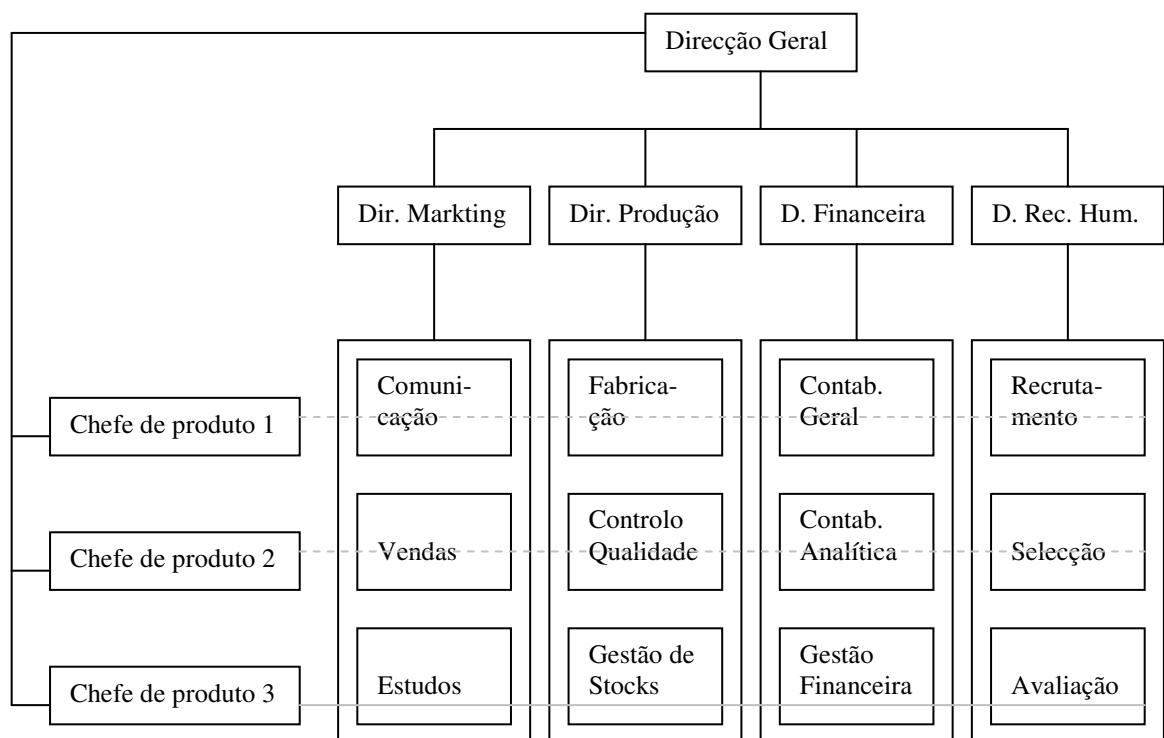 Direcção Geral
Dir. Markting
Dir. Produção
D. Financeira
D. Rec. Hum.
Chefe de produto 1
Comuni-
cação
Fabrica-
ção
Contab.
Geral
Recruta-
mento
Chefe de produto 2
Vendas
Controlo
Qualidade
Contab.
Analítica
Selecção
Chefe de produto 3
Estudos
Gestão de
Stocks
Gestão
Financeira
Avaliação